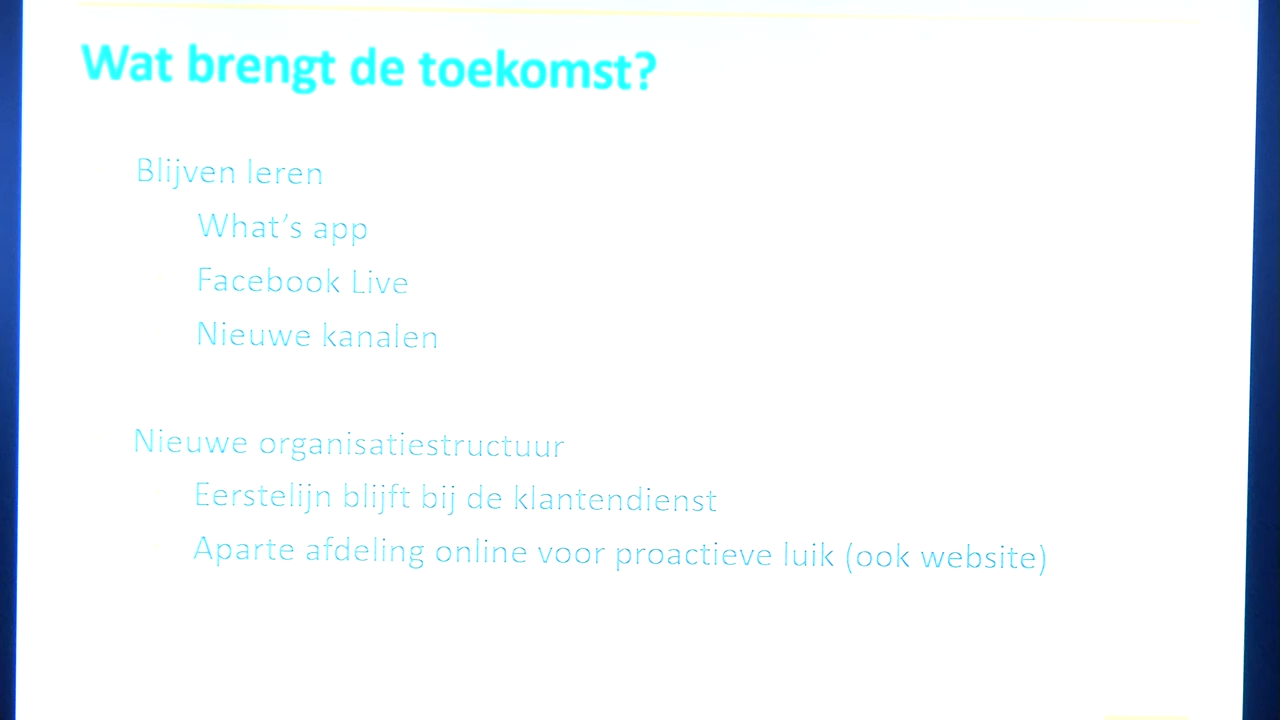 Wat brengt de toekomst?
Blijven leren
What's app
Facebook Live
Nieuwe kanalen
Nieuwe organisatiestructuur
Eerstelijn blijft bij de klantendienst
Aparte afdeling online voor proactieve luik (ook website)